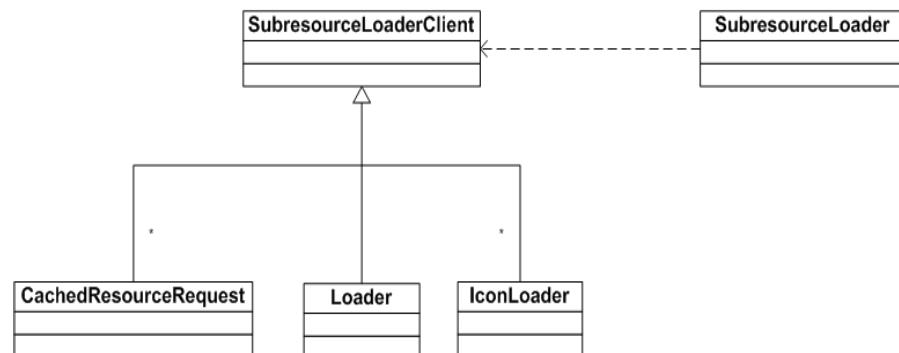 SubresourceLoaderClient
SubresourceLoader
*
*
CachedResourceRequest
Loader
IconLoader